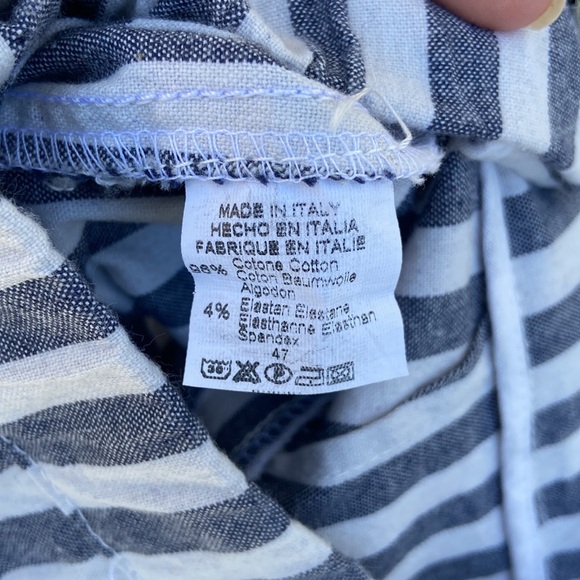 MADE IN ITALY
HECHO EN ITALIA
FABRIQUE EN ITALIE
96% Cotone Cotton
Coton Baumwolle
Algodon
4% Elastan Elastane
Elasthanne Elasthan
Spandex
47
30°